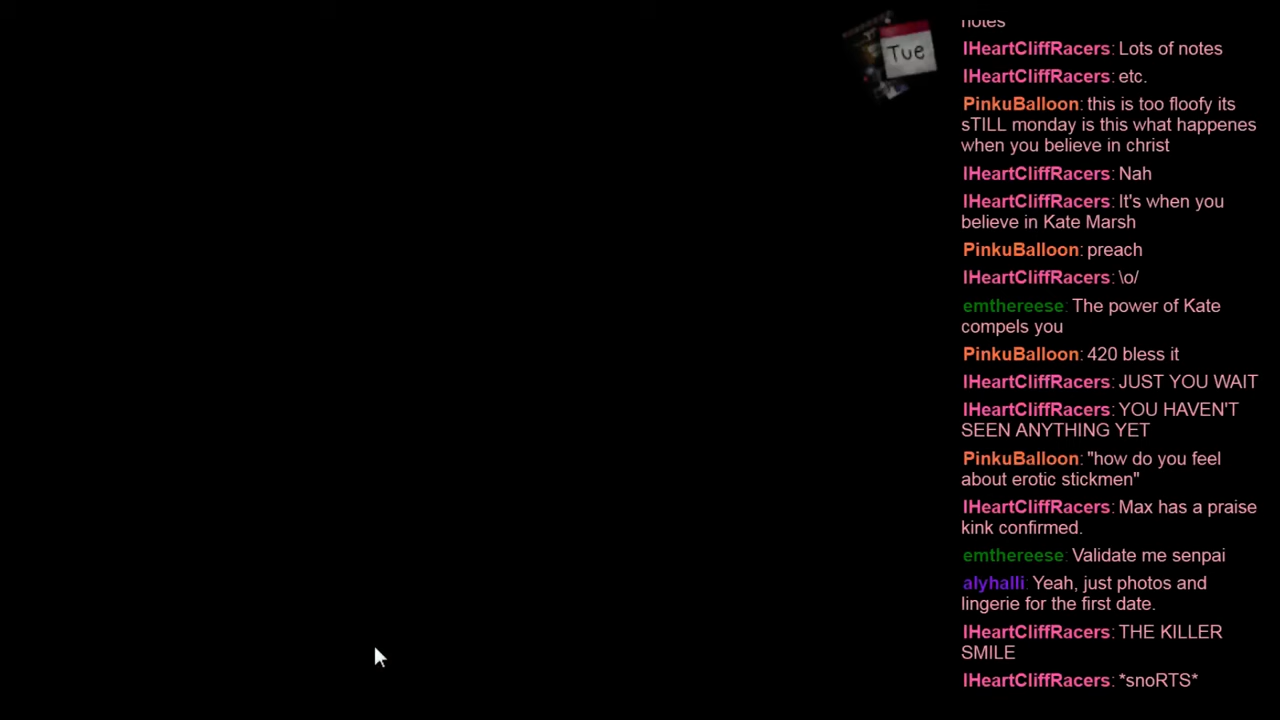 Tue
notes
IHeartCliffRacers: Lots of notes
IHeartCliffRacers: etc.
PinkuBalloon: this is too floofy its
sTILL monday is this what happenes
when you believe in christ
IHeartCliffRacers: Nah
IHeartCliffRacers: It's when you
believe in Kate Marsh
PinkuBalloon: preach
IHeartCliffRacers: \o/
emthereese: The power of Kate
compels you
PinkuBalloon: 420 bless it
IHeartCliffRacers: JUST YOU WAIT
IHeartCliffRacers: YOU HAVEN'T
SEEN ANYTHING YET
PinkuBalloon: "how do you feel
about erotic stickmen"
IHeartCliffRacers: Max has a praise
kink confirmed.
emthereese: Validate me senpai
alyhalli: Yeah, just photos and
lingerie for the first date.
IHeartCliffRacers: THE KILLER
SMILE
IHeartCliffRacers: *snoRTS*